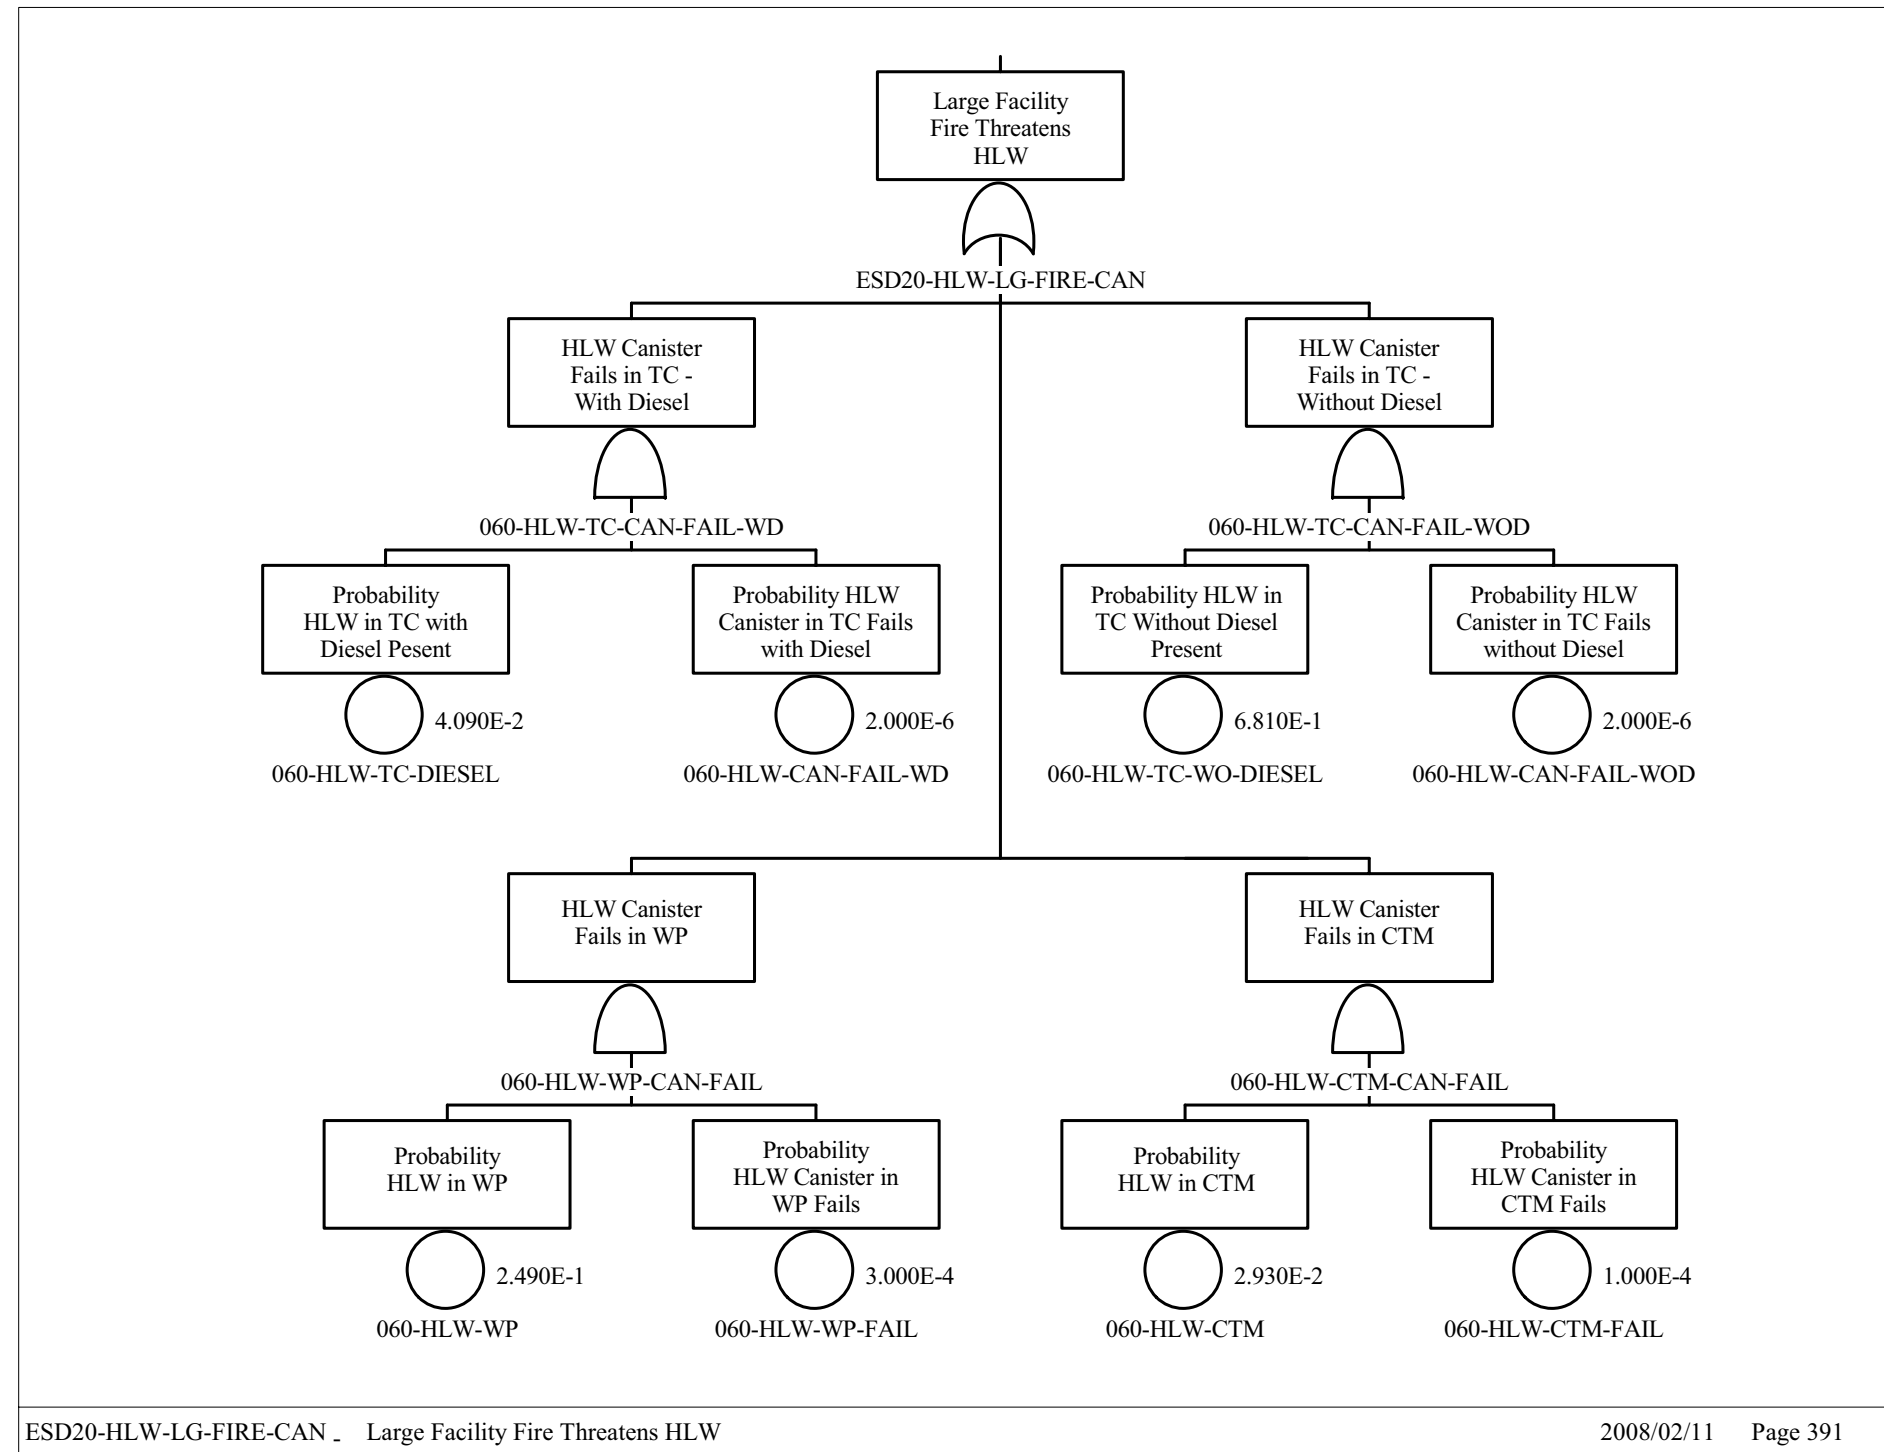 Large Facility
Fire Threatens
HLW
ESD20-HLW-LG-FIRE-CAN
HLW Canister
Fails in TC -
With Diesel
HLW Canister
Fails in TC -
Without Diesel
060-HLW-TC-CAN-FAIL-WD
060-HLW-TC-CAN-FAIL-WOD
Probability
HLW in TC with
Diesel Pesent
Probability HLW
Canister in TC Fails
with Diesel
Probability HLW in
TC Without Diesel
Present
Probability HLW
Canister in TC Fails
without Diesel
4.090E-2
2.000E-6
6.810E-1
2.000E-6
060-HLW-TC-DIESEL
060-HLW-CAN-FAIL-WD
060-HLW-TC-WO-DIESEL
060-HLW-CAN-FAIL-WOD
HLW Canister
Fails in WP
HLW Canister
Fails in CTM
060-HLW-WP-CAN-FAIL
060-HLW-CTM-CAN-FAIL
Probability
HLW in WP
Probability
HLW Canister in
WP Fails
Probability
HLW in CTM
Probability
HLW Canister in
CTM Fails
2.490E-1
3.000E-4
2.930E-2
1.000E-4
060-HLW-WP
060-HLW-WP-FAIL
060-HLW-CTM
060-HLW-CTM-FAIL
ESD20-HLW-LG-FIRE-CAN - Large Facility Fire Threatens HLW
2008/02/11 Page 391